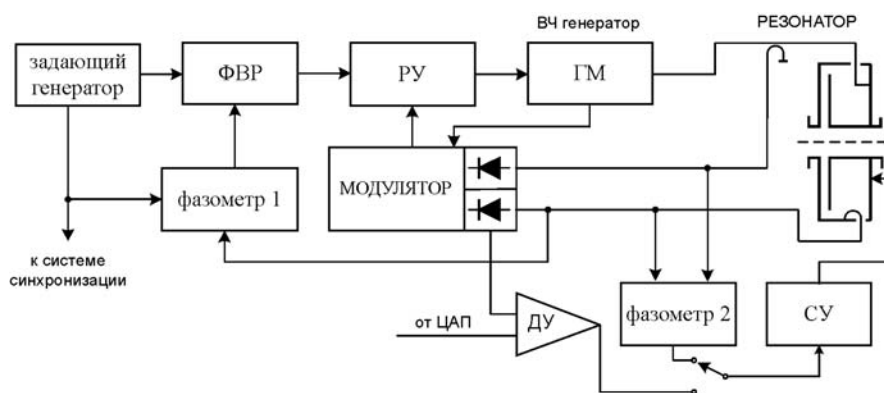 ВЧ генератор
РЕЗОНАТОР
задающий
генератор
ФВР
РУ
ГМ
МОДУЛЯТОР
фазометр 1
к системе
синхронизации
от ЦАП
ДУ
фазометр 2
СУ